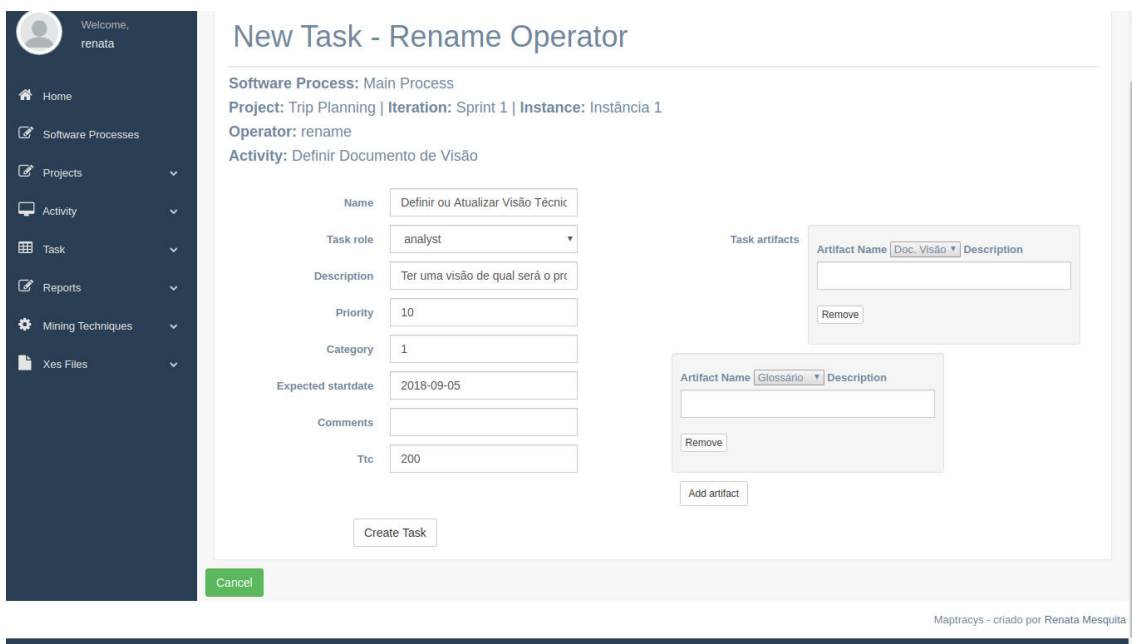 Welcome,
renata
Home
Software Processes
Projects
Activity
Task
Reports
Mining Techniques
Xes Files
New Task - Rename Operator
Software Process: Main Process
Project: Trip Planning | Iteration: Sprint 1 | Instance: Instância 1
Operator: rename
Activity: Definir Documento de Visão
Name Definir ou Atualizar Visão Técnic
Task role analyst
Description Ter uma visão de qual será o pro
Priority 10
Category 1
Expected startdate 2018-09-05
Comments
Ttc 200
Create Task
Task artifacts
Artifact Name Doc. Visão Description
Remove
Artifact Name Glossário Description
Remove
Add artifact
Cancel
Maptracys - criado por Renata Mesquita